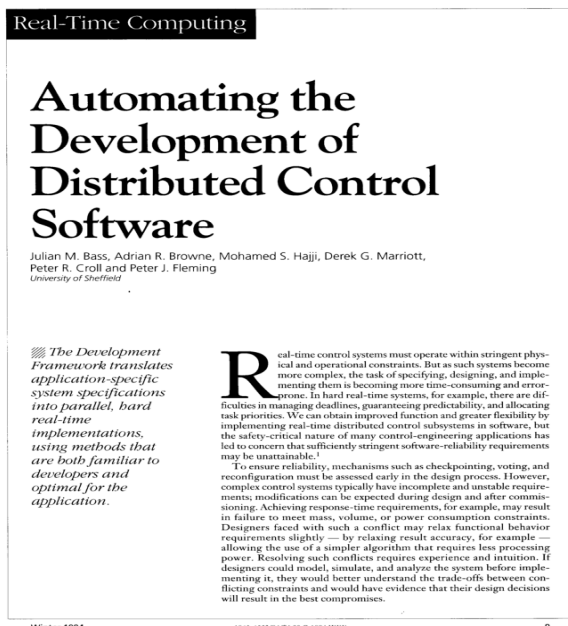 Real-Time Computing
Automating the
Development of
Distributed Control
Software
Julian M. Bass, Adrian R. Browne, Mohamed S. Hajji, Derek G. Marriott,
Peter R. Croll and Peter J. Fleming
University of Sheffield
The Development
Framework translates
application-specific
system specifications
into parallel, hard
real-time
implementations,
using methods that
are both familiar to
developers and
optimal for the
application.
Real-time control systems must operate within stringent phys-
ical and operational constraints. But as such systems become
more complex, the task of specifying, designing, and imple-
menting them is becoming more time-consuming and error-
prone. In hard real-time systems, for example, there are dif-
ficulties in managing deadlines, guaranteeing predictability, and allocating
task priorities. We can obtain improved function and greater flexibility by
implementing real-time distributed control subsystems in software, but
the safety-critical nature of many control-engineering applications has
led to concern that sufficiently stringent software-reliability requirements
may be unattainable.1
To ensure reliability, mechanisms such as checkpointing, voting, and
reconfiguration must be assessed early in the design process. However,
complex control systems typically have incomplete and unstable require-
ments; modifications can be expected during design and after commis-
sioning. Achieving response-time requirements, for example, may result
in failure to meet mass, volume, or power consumption constraints.
Designers faced with such a conflict may relax functional behavior
requirements slightly — by relaxing result accuracy, for example —
allowing the use of a simpler algorithm that requires less processing
power. Resolving such conflicts requires experience and intuition. If
designers could model, simulate, and analyze the system before imple-
menting it, they would better understand the trade-offs between con-
flicting constraints and would have evidence that their design decisions
will result in the best compromises.